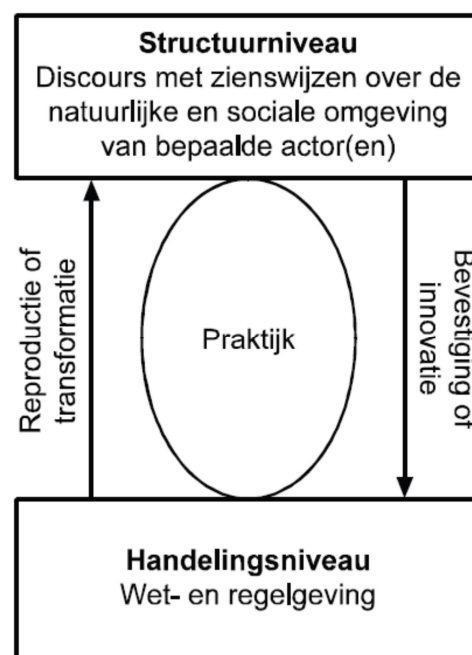 Structuurniveau
Discours met zienswijzen over de
natuurlijke en sociale omgeving
van bepaalde actor(en)
Reproductie of
transformatie
Praktijk
Bevestiging of
innovatie
Handelingsniveau
Wet- en regelgeving